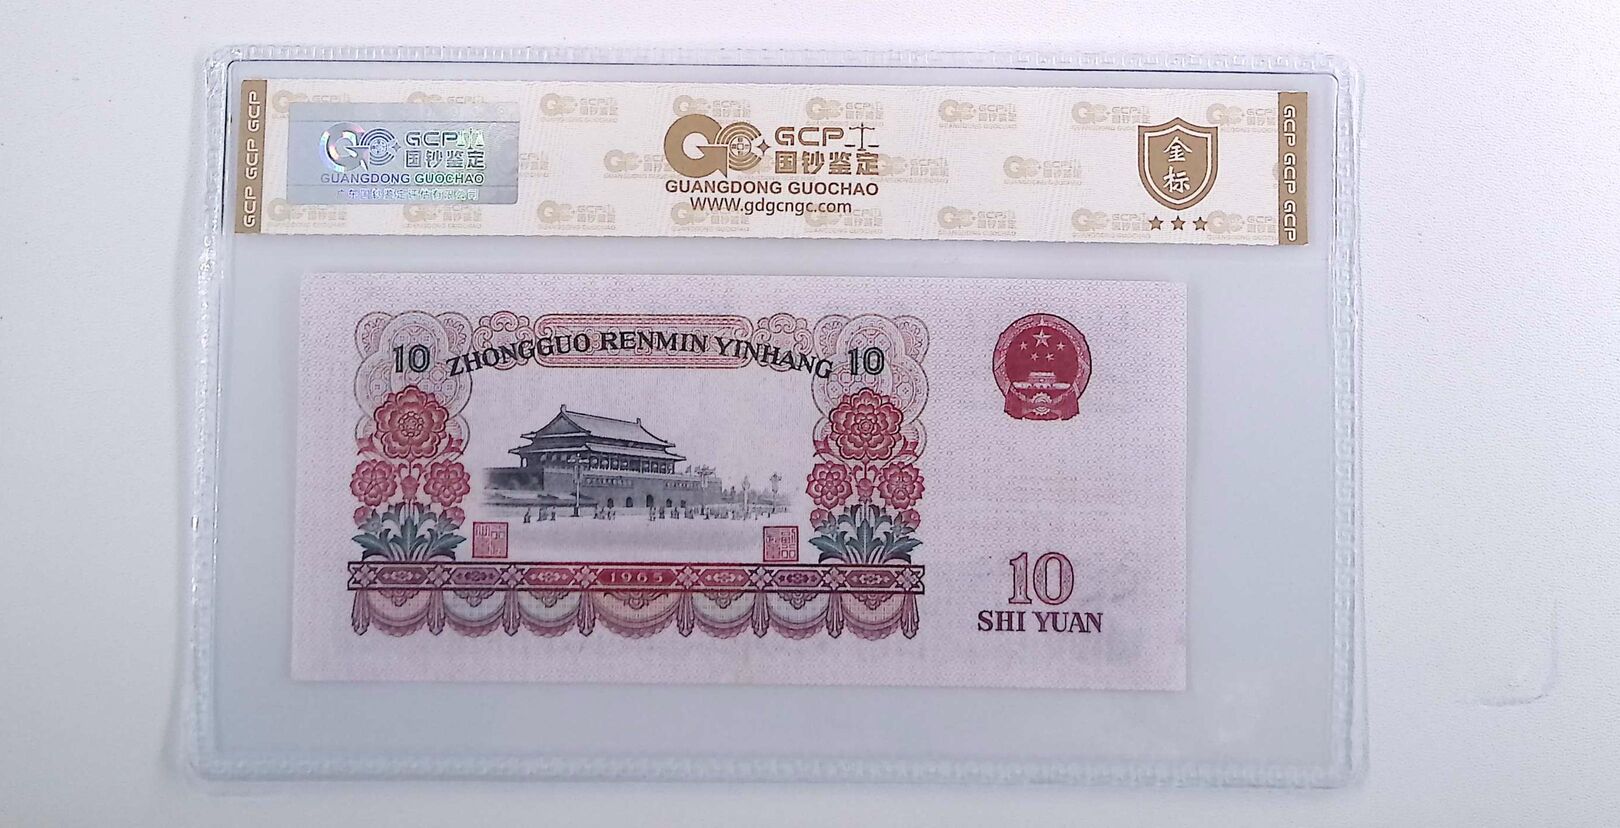 GCP GCP GCP
GCP
国钞鉴定
GUANGDONG GUOCHAO
GCP
国钞鉴定
GUANGDONG GUOCHAO
www.gdgcngc.com
金
标
GCP GCP GCP
10 ZHONGGUO RENMIN YINHANG 10
1965
10
SHI YUAN